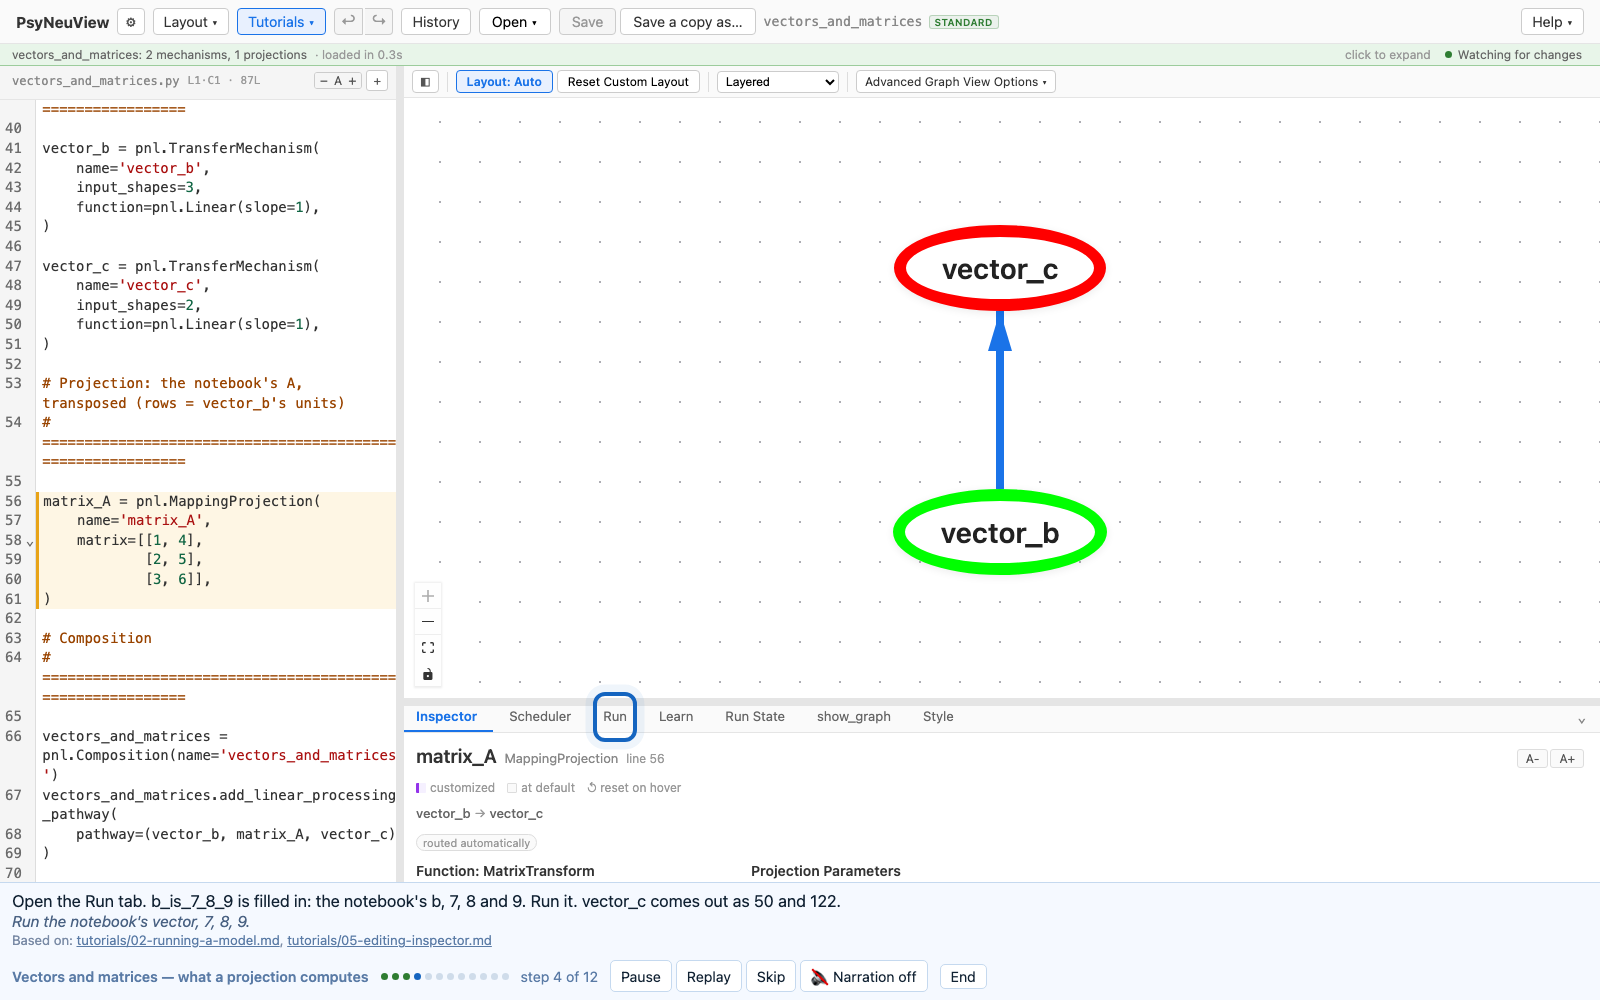 PsyNeuView ⚙ Layout ▾ Tutorials ▾ ↩ ↪ History Open ▾ Save Save a copy as... vectors_and_matrices STANDARD Help ▾
vectors_and_matrices: 2 mechanisms, 1 projections · loaded in 0.3s click to expand ● Watching for changes
vectors_and_matrices.py L1:C1 · 87L − A + +
Layout: Auto Reset Custom Layout Layered Advanced Graph View Options ▾
=================
40
41 vector_b = pnl.TransferMechanism(
42 name='vector_b',
43 input_shapes=3,
44 function=pnl.Linear(slope=1),
45 )
46
47 vector_c = pnl.TransferMechanism(
48 name='vector_c',
49 input_shapes=2,
50 function=pnl.Linear(slope=1),
51 )
52
53 # Projection: the notebook's A,
transposed (rows = vector_b's units)
54 #
==========================================
=================
55
56 matrix_A = pnl.MappingProjection(
57 name='matrix_A',
58 matrix=[[1, 4],
59 [2, 5],
60 [3, 6]],
61 )
62
63 # Composition
64 #
==========================================
=================
65
66 vectors_and_matrices =
pnl.Composition(name='vectors_and_matrices
')
67 vectors_and_matrices.add_linear_processing
_pathway(
68 pathway=(vector_b, matrix_A, vector_c)
69 )
70
vector_c
vector_b
Inspector Scheduler Run Learn Run State show_graph Style
matrix_A MappingProjection line 56 A- A+
customized at default reset on hover
vector_b → vector_c
routed automatically
Function: MatrixTransform Projection Parameters
Open the Run tab. b_is_7_8_9 is filled in: the notebook's b, 7, 8 and 9. Run it. vector_c comes out as 50 and 122.
Run the notebook's vector, 7, 8, 9.
Based on: tutorials/02-running-a-model.md, tutorials/05-editing-inspector.md
Vectors and matrices — what a projection computes step 4 of 12 Pause Replay Skip Narration off End